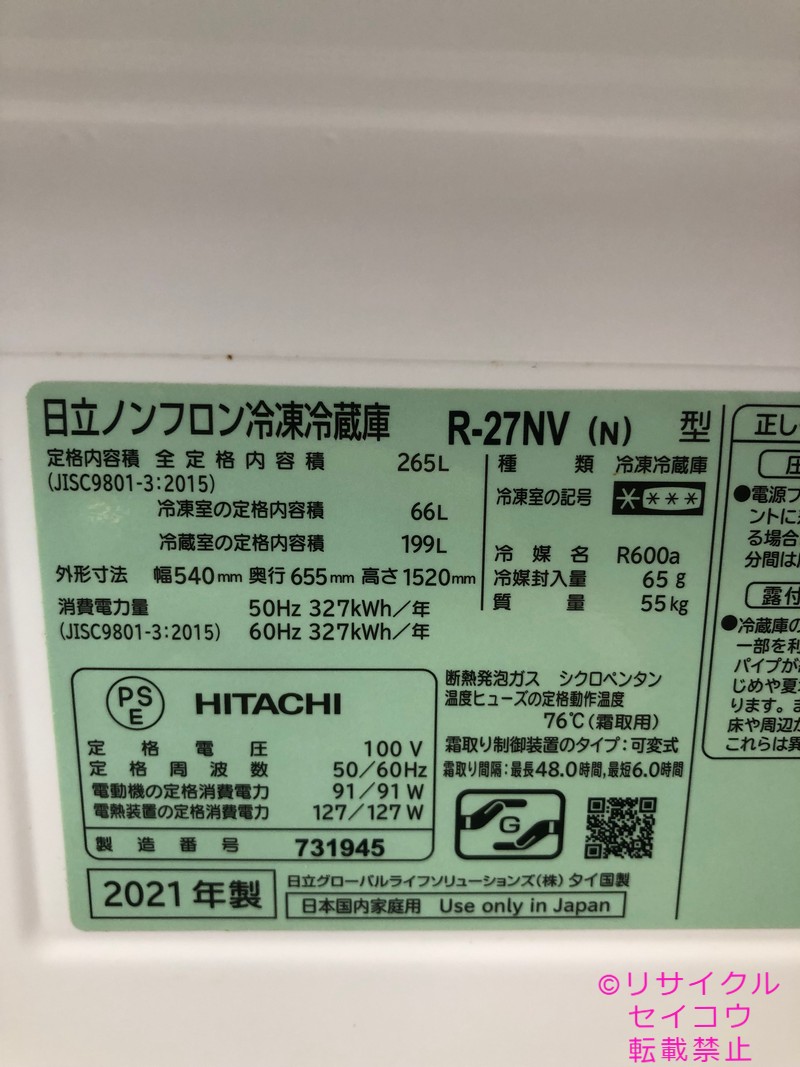 日立ノンフロン冷凍冷蔵庫 R-27NV (N) 型
定格内容積 全定格内容積 265L
(JISC9801-3:2015)
冷凍室の定格内容積 66L
冷蔵室の定格内容積 199L
外形寸法 幅540mm 奥行655mm 高さ1520mm
消費電力量 50Hz 327kWh/年
(JISC9801-3:2015) 60Hz 327kWh/年
種類 冷凍冷蔵庫
冷凍室の記号 ****
冷媒名 R600a
冷媒封入量 65g
質量 55kg
PS
E
HITACHI
定格電圧 100V
定格周波数 50/60Hz
電動機の定格消費電力 91/91W
電熱装置の定格消費電力 127/127W
製造番号 731945
断熱発泡ガス シクロペンタン
温度ヒューズの定格動作温度
76℃(霜取用)
霜取り制御装置のタイプ:可変式
霜取り間隔:最長48.0時間,最短6.0時間
G
2021年製
日立グローバルライフソリューションズ(株) タイ国製
日本国内家庭用 Use only in Japan
正し
●電源プ
ントに
る場合
分間は
露付
●冷蔵庫の
一部を利
パイプが
じめや夏
ります。
床や周辺
これらは異
©リサイクル
セイコウ
転載禁止